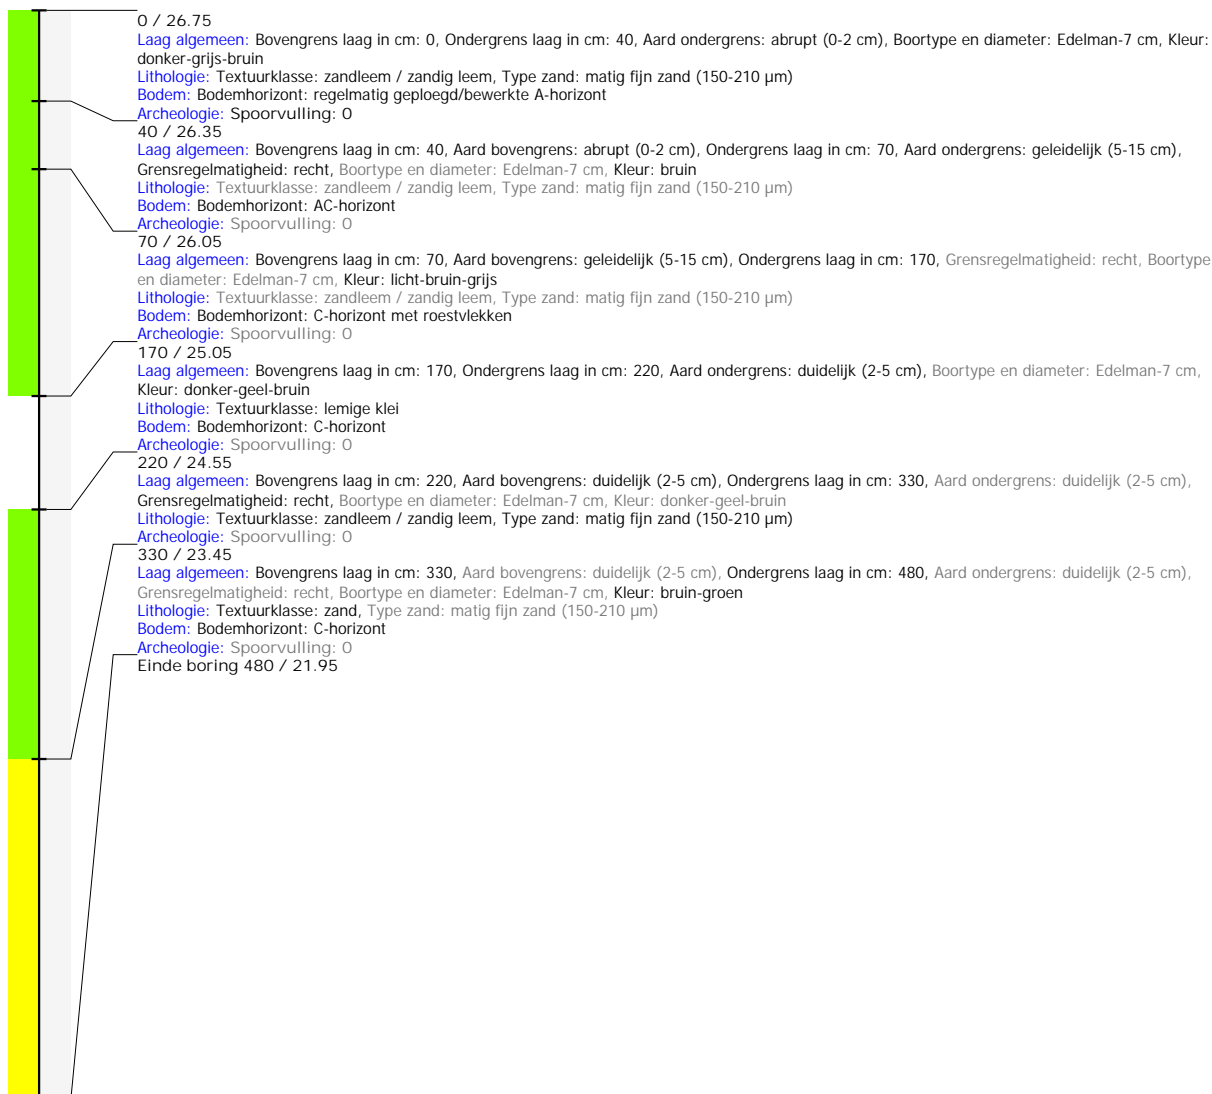 0 / 26.75
Laag algemeen: Bovengrens laag in cm: 0, Ondergrens laag in cm: 40, Aard ondergrens: abrupt (0-2 cm), Boortype en diameter: Edelman-7 cm, Kleur:
donker-grijs-bruin
Lithologie: Textuurklasse: zandleem / zandig leem, Type zand: matig fijn zand (150-210 µm)
Bodem: Bodemhorizont: regelmatig geploegd/bewerkte A-horizont
Archeologie: Spoorvulling: 0
40 / 26.35
Laag algemeen: Bovengrens laag in cm: 40, Aard bovengrens: abrupt (0-2 cm), Ondergrens laag in cm: 70, Aard ondergrens: geleidelijk (5-15 cm),
Grensregelmatigheid: recht, Boortype en diameter: Edelman-7 cm, Kleur: bruin
Lithologie: Textuurklasse: zandleem / zandig leem, Type zand: matig fijn zand (150-210 µm)
Bodem: Bodemhorizont: AC-horizont
Archeologie: Spoorvulling: 0
70 / 26.05
Laag algemeen: Bovengrens laag in cm: 70, Aard bovengrens: geleidelijk (5-15 cm), Ondergrens laag in cm: 170, Grensregelmatigheid: recht, Boortype
en diameter: Edelman-7 cm, Kleur: licht-bruin-grijs
Lithologie: Textuurklasse: zandleem / zandig leem, Type zand: matig fijn zand (150-210 µm)
Bodem: Bodemhorizont: C-horizont met roestvlekken
Archeologie: Spoorvulling: 0
170 / 25.05
Laag algemeen: Bovengrens laag in cm: 170, Ondergrens laag in cm: 220, Aard ondergrens: duidelijk (2-5 cm), Boortype en diameter: Edelman-7 cm,
Kleur: donker-geel-bruin
Lithologie: Textuurklasse: lemige klei
Bodem: Bodemhorizont: C-horizont
Archeologie: Spoorvulling: 0
220 / 24.55
Laag algemeen: Bovengrens laag in cm: 220, Aard bovengrens: duidelijk (2-5 cm), Ondergrens laag in cm: 330, Aard ondergrens: duidelijk (2-5 cm),
Grensregelmatigheid: recht, Boortype en diameter: Edelman-7 cm, Kleur: donker-geel-bruin
Lithologie: Textuurklasse: zandleem / zandig leem, Type zand: matig fijn zand (150-210 µm)
Archeologie: Spoorvulling: 0
330 / 23.45
Laag algemeen: Bovengrens laag in cm: 330, Aard bovengrens: duidelijk (2-5 cm), Ondergrens laag in cm: 480, Aard ondergrens: duidelijk (2-5 cm),
Grensregelmatigheid: recht, Boortype en diameter: Edelman-7 cm, Kleur: bruin-groen
Lithologie: Textuurklasse: zand, Type zand: matig fijn zand (150-210 µm)
Bodem: Bodemhorizont: C-horizont
Archeologie: Spoorvulling: 0
Einde boring 480 / 21.95